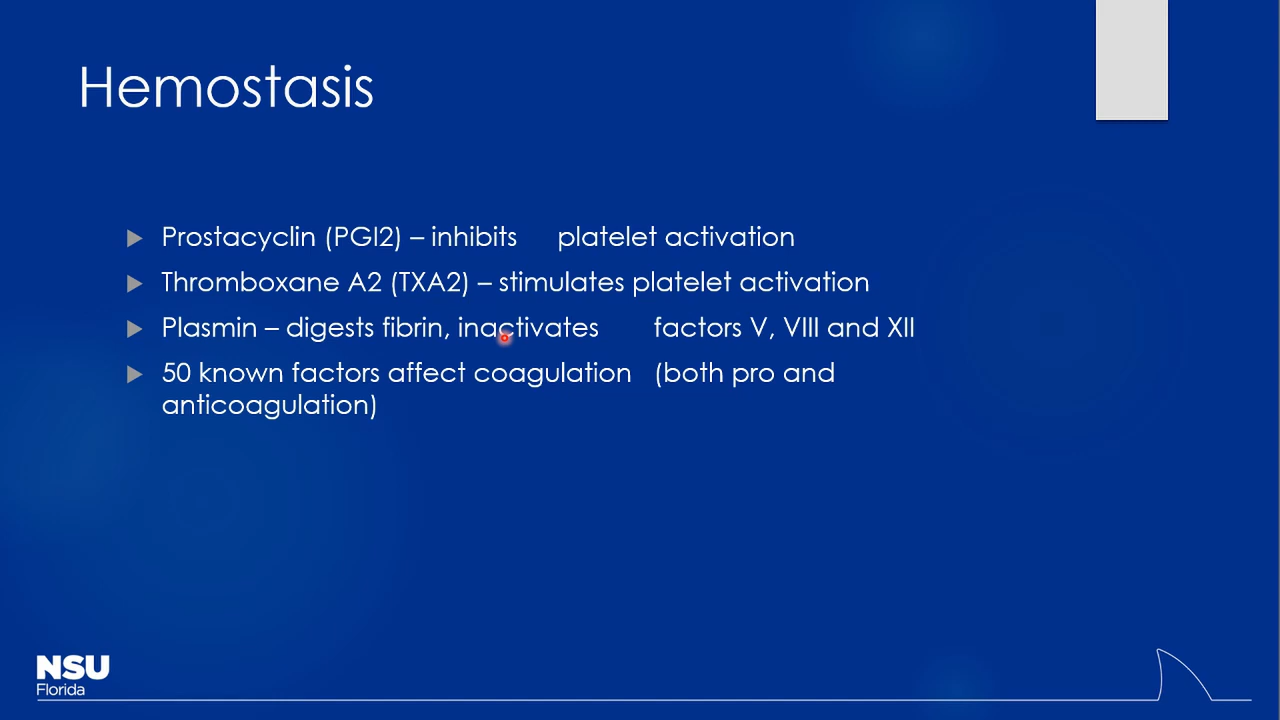 Hemostasis
Prostacyclin (PGI2) – inhibits platelet activation
Thromboxane A2 (TXA2) – stimulates platelet activation
Plasmin – digests fibrin, inactivates factors V, VIII and XII
50 known factors affect coagulation (both pro and
anticoagulation)
NSU
Florida